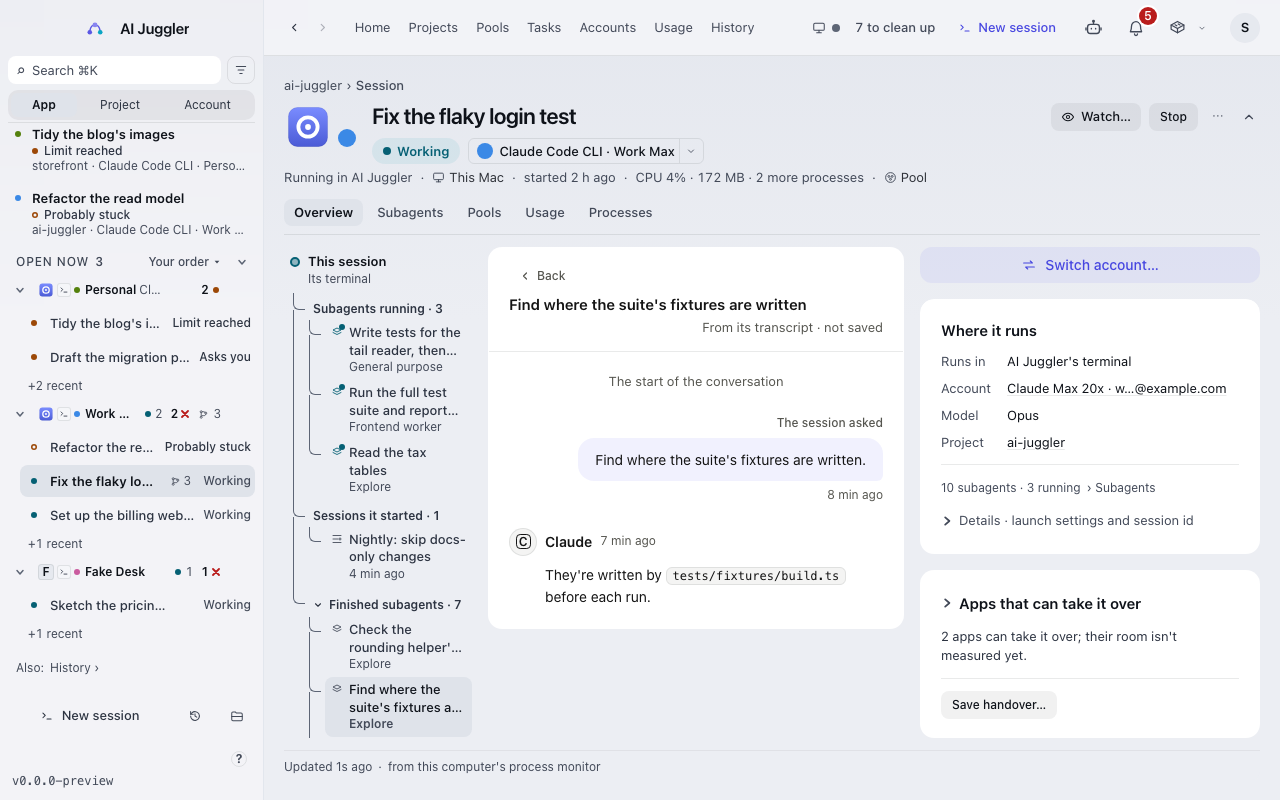 AI Juggler
Search ⌘K
App Project Account
Tidy the blog's images
Limit reached
storefront · Claude Code CLI · Perso...
Refactor the read model
Probably stuck
ai-juggler · Claude Code CLI · Work ...
OPEN NOW 3 Your order
Personal Cl... 2
Tidy the blog's i... Limit reached
Draft the migration p... Asks you
+2 recent
Work ... 2 2 3
Refactor the re... Probably stuck
Fix the flaky lo... 3 Working
Set up the billing web... Working
+1 recent
F Fake Desk 1 1
Sketch the pricin... Working
+1 recent
Also: History ›
New session
?
v0.0.0-preview
Home Projects Pools Tasks Accounts Usage History
7 to clean up
New session
5
S
ai-juggler › Session
Fix the flaky login test
Watch... Stop ...
Working
Claude Code CLI · Work Max
Running in AI Juggler · This Mac · started 2 h ago · CPU 4% · 172 MB · 2 more processes · Pool
Overview Subagents Pools Usage Processes
This session
Its terminal
Subagents running · 3
Write tests for the
tail reader, then...
General purpose
Run the full test
suite and report...
Frontend worker
Read the tax
tables
Explore
Sessions it started · 1
Nightly: skip docs-
only changes
4 min ago
Finished subagents · 7
Check the
rounding helper'...
Explore
Find where the
suite's fixtures a...
Explore
Back
Find where the suite's fixtures are written
From its transcript · not saved
The start of the conversation
The session asked
Find where the suite's fixtures are written.
8 min ago
C Claude 7 min ago
They're written by tests/fixtures/build.ts
before each run.
Switch account...
Where it runs
Runs in AI Juggler's terminal
Account Claude Max 20x · w...@example.com
Model Opus
Project ai-juggler
10 subagents · 3 running › Subagents
Details · launch settings and session id
Apps that can take it over
2 apps can take it over; their room isn't
measured yet.
Save handover...
Updated 1s ago · from this computer's process monitor